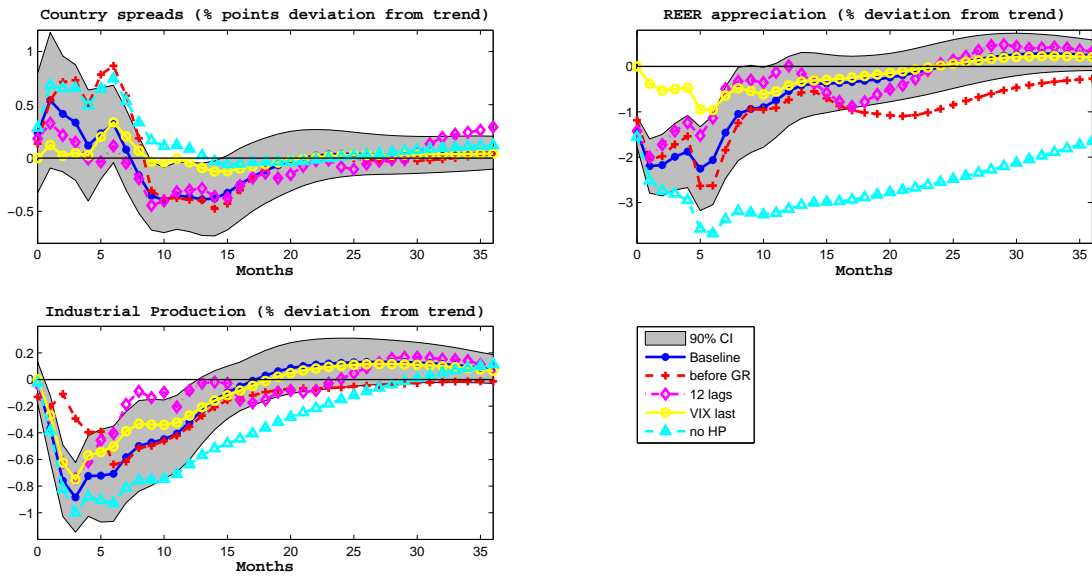 Country spreads (% points deviation from trend)
1
0.5
0
−0.5
0 5 10 15 20 25 30 35
Months
REER appreciation (% deviation from trend)
0
−1
−2
−3
0 5 10 15 20 25 30 35
Months
Industrial Production (% deviation from trend)
0.2
0
−0.2
−0.4
−0.6
−0.8
−1
0 5 10 15 20 25 30 35
Months
90% CI
Baseline
before GR
12 lags
VIX last
no HP